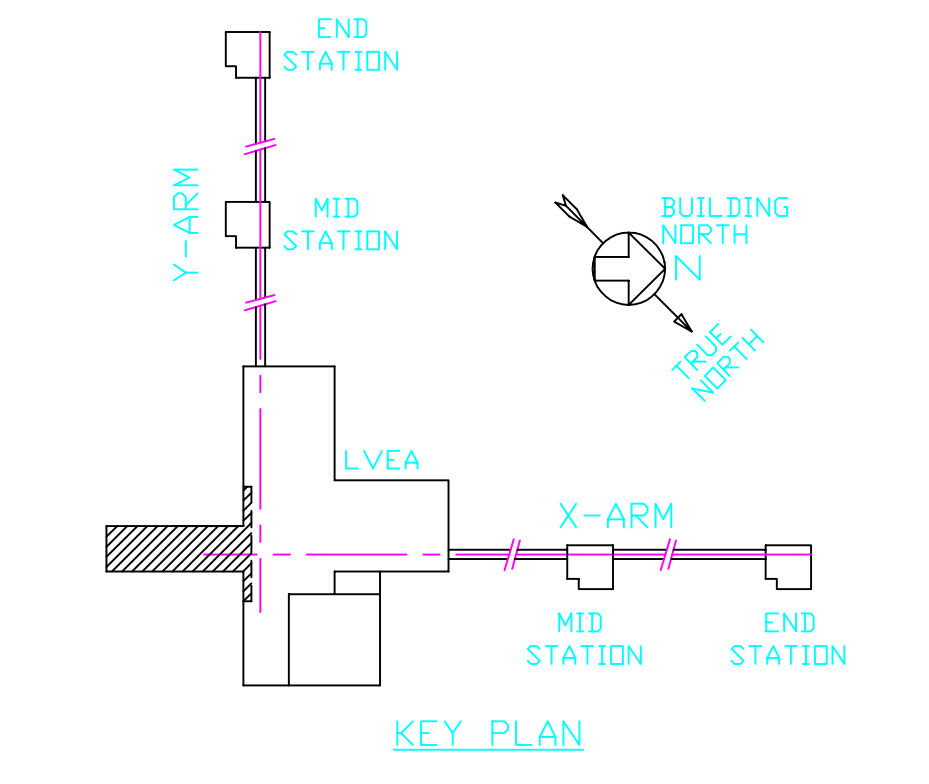 END
STATION
Y-ARM
MID
STATION
BUILDING
NORTH
N
TRUE
NORTH
LVEA
X-ARM
MID
STATION
END
STATION
KEY PLAN